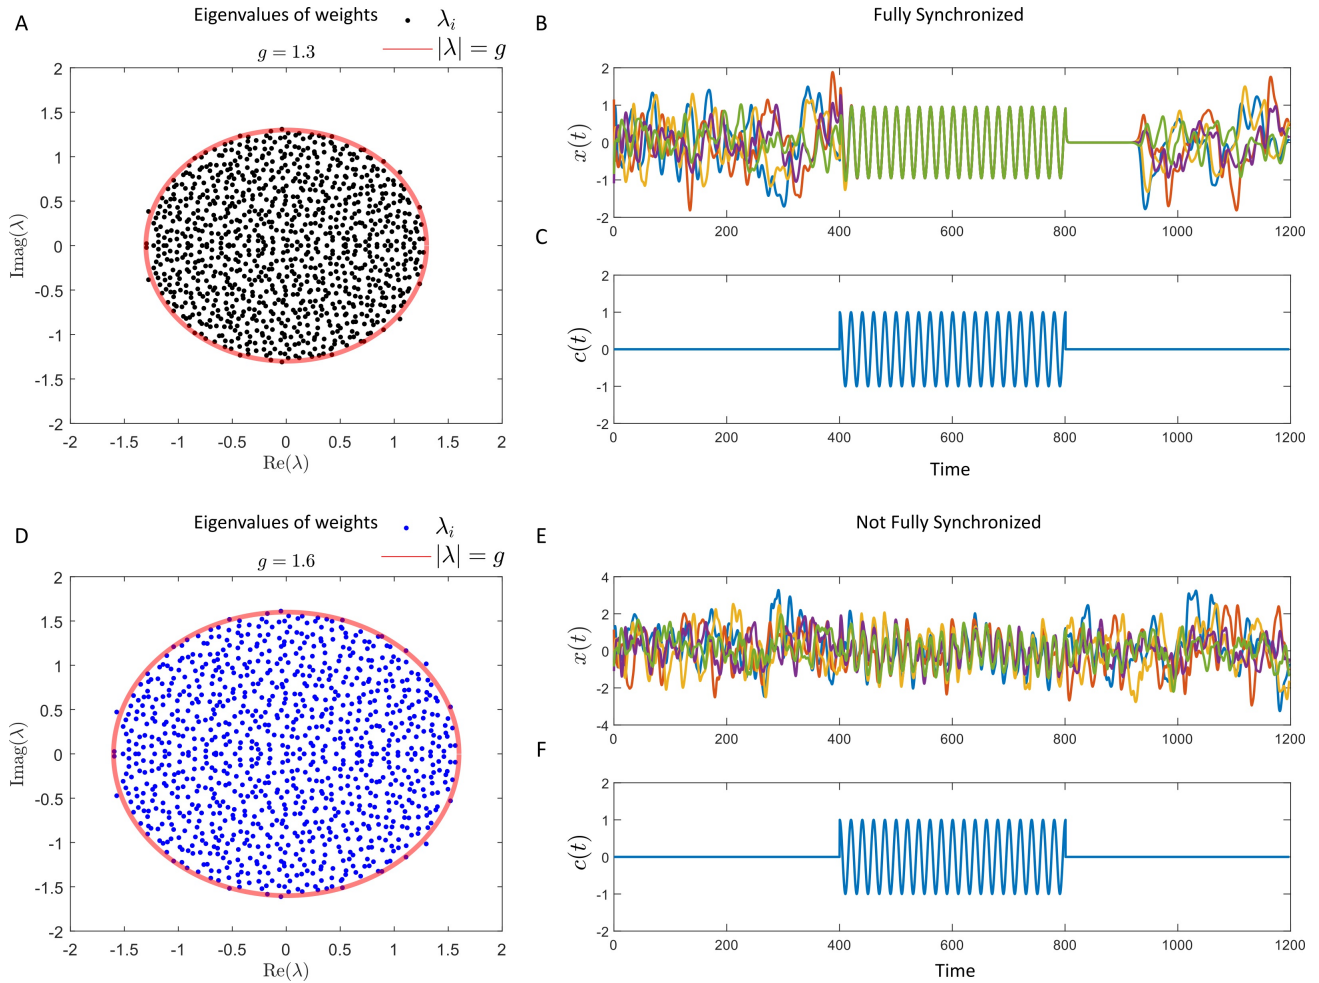 A
Eigenvalues of weights
λ_i
g = 1.3
|λ| = g
2
1.5
1
0.5
0
-0.5
-1
-1.5
-2
Imag(λ)
-2 -1.5 -1 -0.5 0 0.5 1 1.5 2
Re(λ)
B
Fully Synchronized
2
1
0
-1
-2
x(t)
0 200 400 600 800 1000 1200
C
2
1
0
-1
-2
c(t)
0 200 400 600 800 1000 1200
Time
D
Eigenvalues of weights
λ_i
g = 1.6
|λ| = g
2
1.5
1
0.5
0
-0.5
-1
-1.5
-2
Imag(λ)
-2 -1.5 -1 -0.5 0 0.5 1 1.5 2
Re(λ)
E
Not Fully Synchronized
4
2
0
-2
-4
x(t)
0 200 400 600 800 1000 1200
F
2
1
0
-1
-2
c(t)
0 200 400 600 800 1000 1200
Time